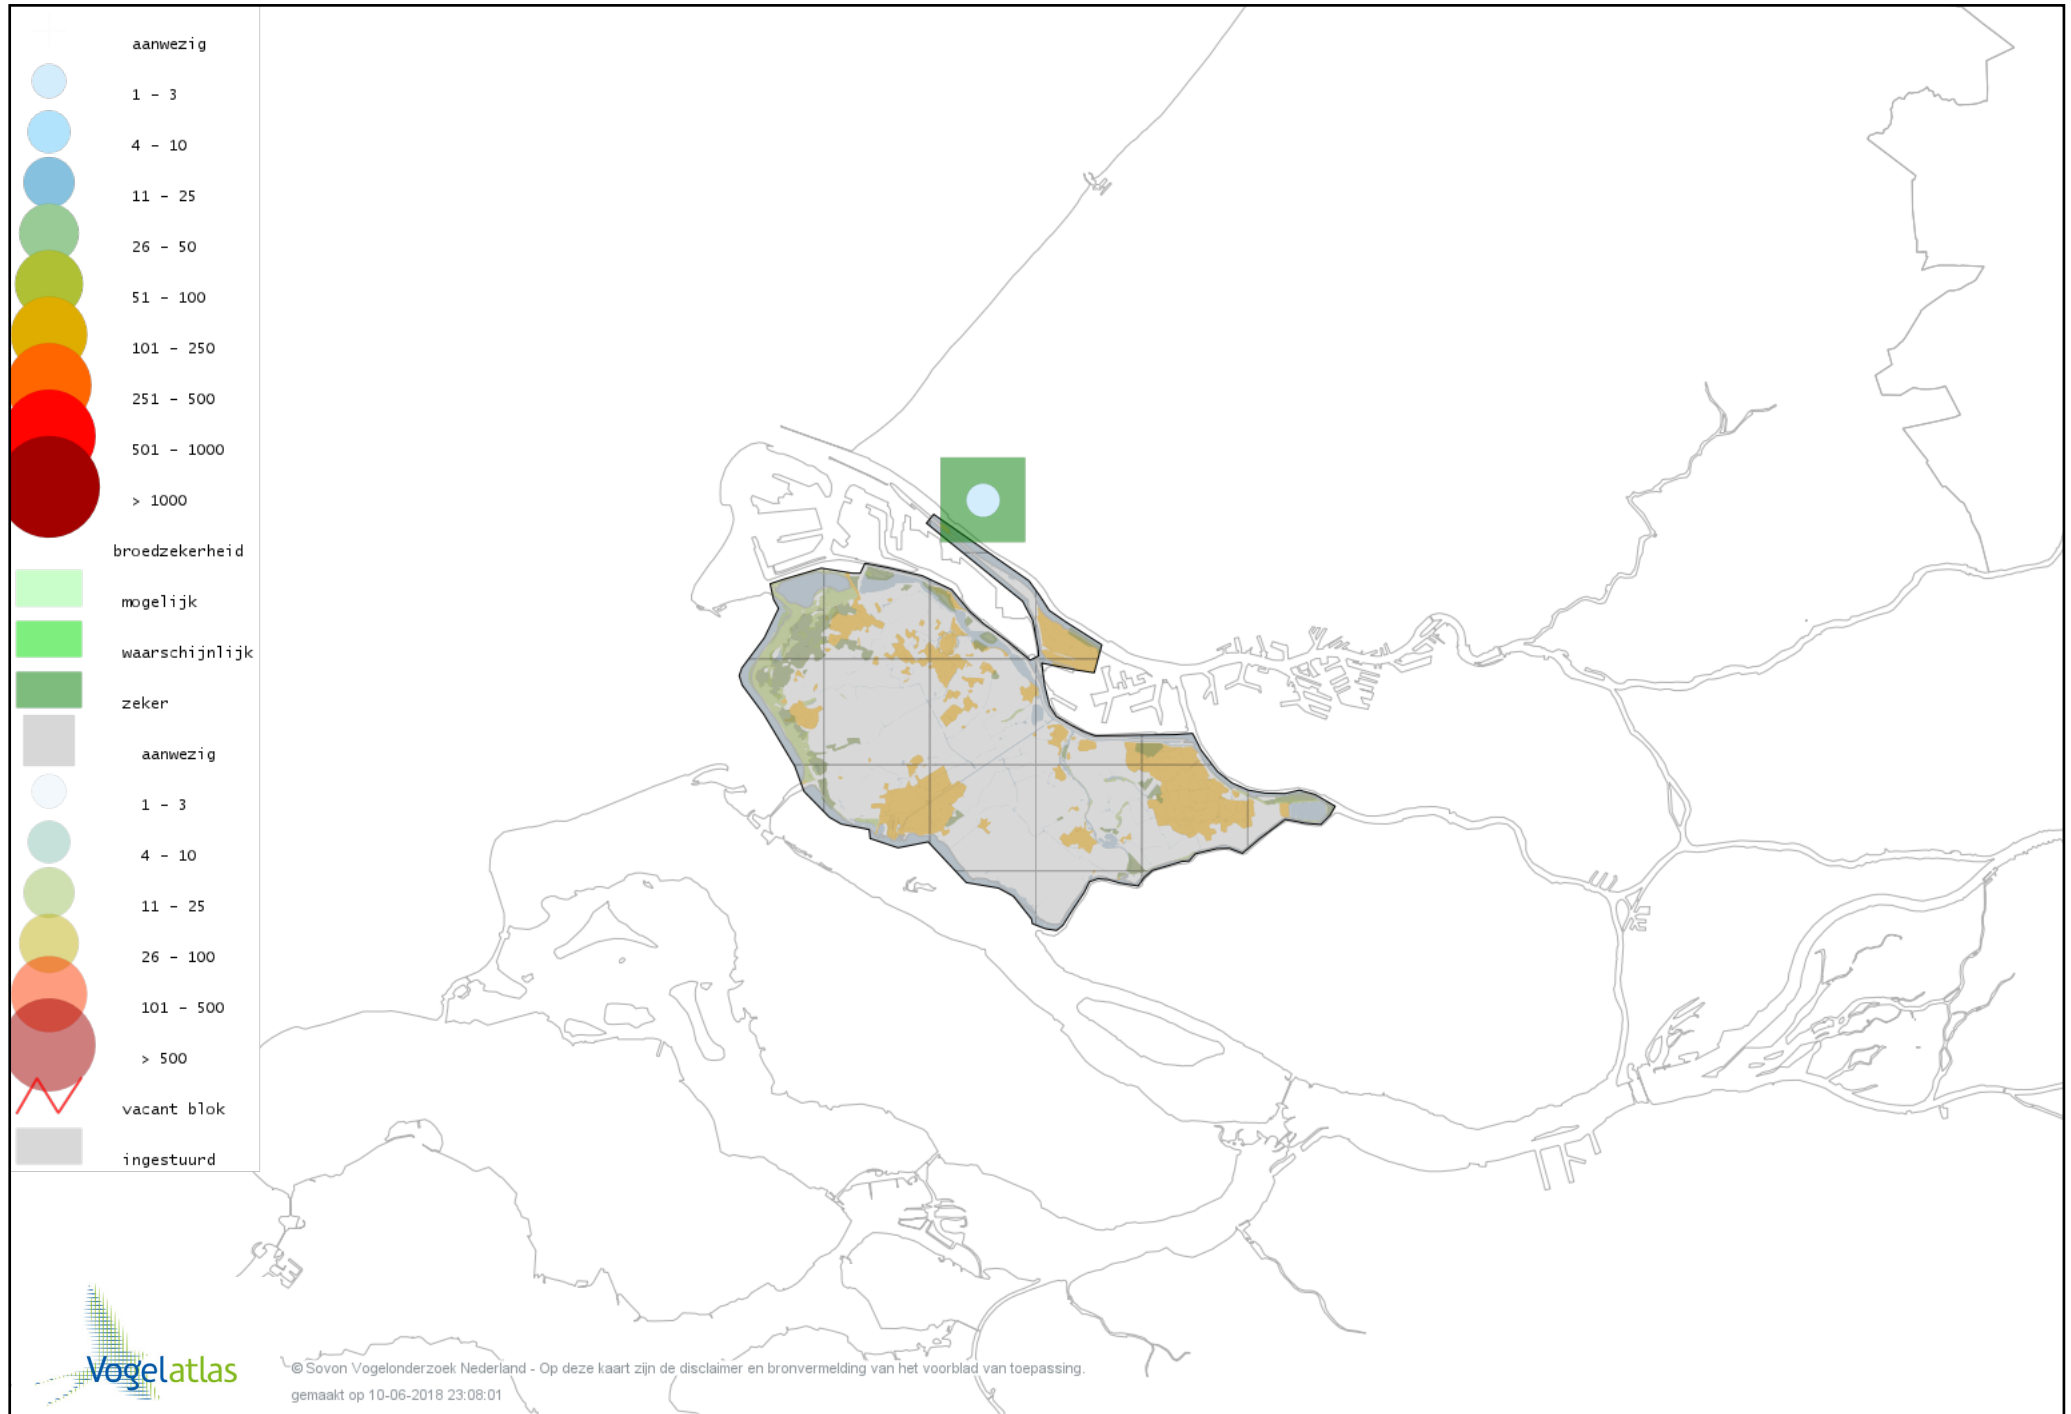 aanwezig
1 - 3
4 - 10
11 - 25
26 - 50
51 - 100
101 - 250
251 - 500
501 - 1000
> 1000
broedzekerheid
mogelijk
waarschijnlijk
zeker
aanwezig
1 - 3
4 - 10
11 - 25
26 - 100
101 - 500
> 500
vacant blok
ingestuurd
Vogelatlas
© Sovon Vogelonderzoek Nederland - Op deze kaart zijn de disclaimer en bronvermelding van het voorblad van toepassing.
gemaakt op 10-06-2018 23:08:01